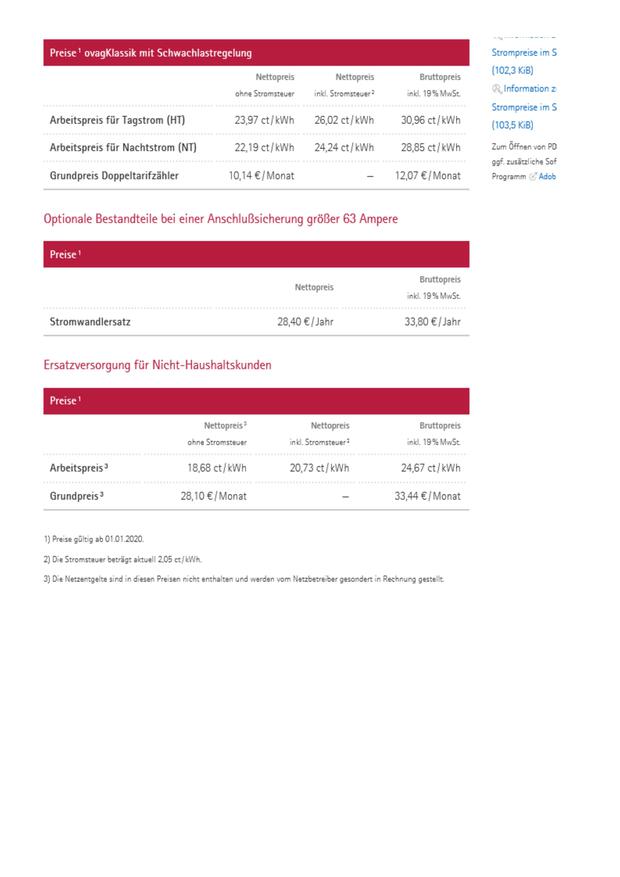 Preise ¹ ovagKlassik mit Schwachlastregelung
Nettopreis Nettopreis Bruttopreis
ohne Stromsteuer inkl. Stromsteuer ² inkl. 19 % MwSt.
Arbeitspreis für Tagstrom (HT) 23,97 ct / kWh 26,02 ct / kWh 30,96 ct / kWh
Arbeitspreis für Nachtstrom (NT) 22,19 ct / kWh 24,24 ct / kWh 28,85 ct / kWh
Grundpreis Doppeltarifzähler 10,14 € / Monat – 12,07 € / Monat
Optionale Bestandteile bei einer Anschlußsicherung größer 63 Ampere
Preise ¹
Nettopreis Bruttopreis
inkl. 19 % MwSt.
Stromwandlersatz 28,40 € / Jahr 33,80 € / Jahr
Ersatzversorgung für Nicht-Haushaltskunden
Preise ¹
Nettopreis ³ Nettopreis Bruttopreis
ohne Stromsteuer inkl. Stromsteuer ² inkl. 19 % MwSt.
Arbeitspreis ³ 18,68 ct / kWh 20,73 ct / kWh 24,67 ct / kWh
Grundpreis ³ 28,10 € / Monat – 33,44 € / Monat
1) Preise gültig ab 01.01.2020.
2) Die Stromsteuer beträgt aktuell 2,05 ct / kWh.
3) Die Netzentgelte sind in diesen Preisen nicht enthalten und werden vom Netzbetreiber gesondert in Rechnung gestellt.
Strompreise im S
(102,3 KiB)
Information z
Strompreise im S
(103,5 KiB)
Zum Öffnen von PD
ggf. zusätzliche Sof
Programm Adob